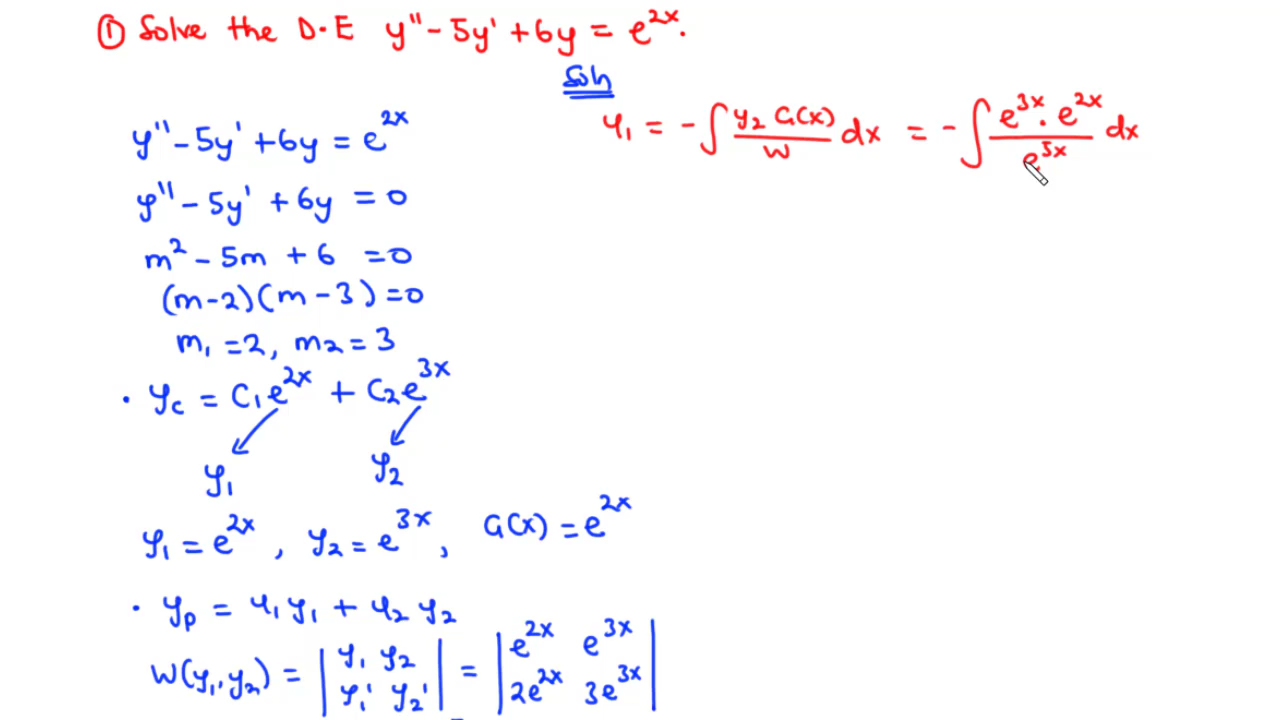 ① Solve the D.E y'' - 5y' + 6y = e^{2x}.
Soln
y'' - 5y' + 6y = e^{2x}
y'' - 5y' + 6y = 0
m² - 5m + 6 = 0
(m-2)(m-3) = 0
m₁ = 2, m₂ = 3
• y_c = C₁e^{2x} + C₂e^{3x}
y₁ y₂
y₁ = e^{2x}, y₂ = e^{3x}, G(x) = e^{2x}
• y_p = u₁y₁ + u₂y₂
W(y₁,y₂) = |y₁ y₂; y₁' y₂'| = |e^{2x} e^{3x}; 2e^{2x} 3e^{3x}|
u₁ = -∫ y₂ G(x)/W dx = -∫ e^{3x}·e^{2x}/e^{5x} dx